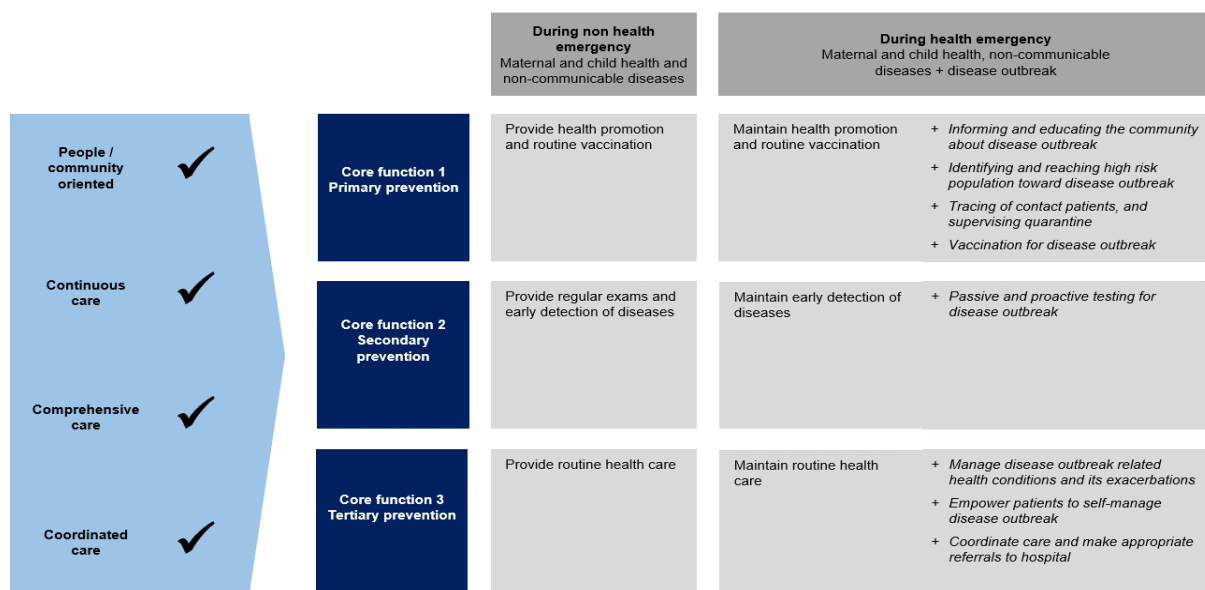 During non health
emergency
Maternal and child health and
non-communicable diseases
During health emergency
Maternal and child health, non-communicable
diseases + disease outbreak
People /
community
oriented
Continuous
care
Comprehensive
care
Coordinated
care
Core function 1
Primary prevention
Provide health promotion
and routine vaccination
Maintain health promotion
and routine vaccination
+ Informing and educating the community
about disease outbreak
+ Identifying and reaching high risk
population toward disease outbreak
+ Tracing of contact patients, and
supervising quarantine
+ Vaccination for disease outbreak
Core function 2
Secondary
prevention
Provide regular exams and
early detection of diseases
Maintain early detection of
diseases
+ Passive and proactive testing for
disease outbreak
Core function 3
Tertiary prevention
Provide routine health care
Maintain routine health
care
+ Manage disease outbreak related
health conditions and its exacerbations
+ Empower patients to self-manage
disease outbreak
+ Coordinate care and make appropriate
referrals to hospital